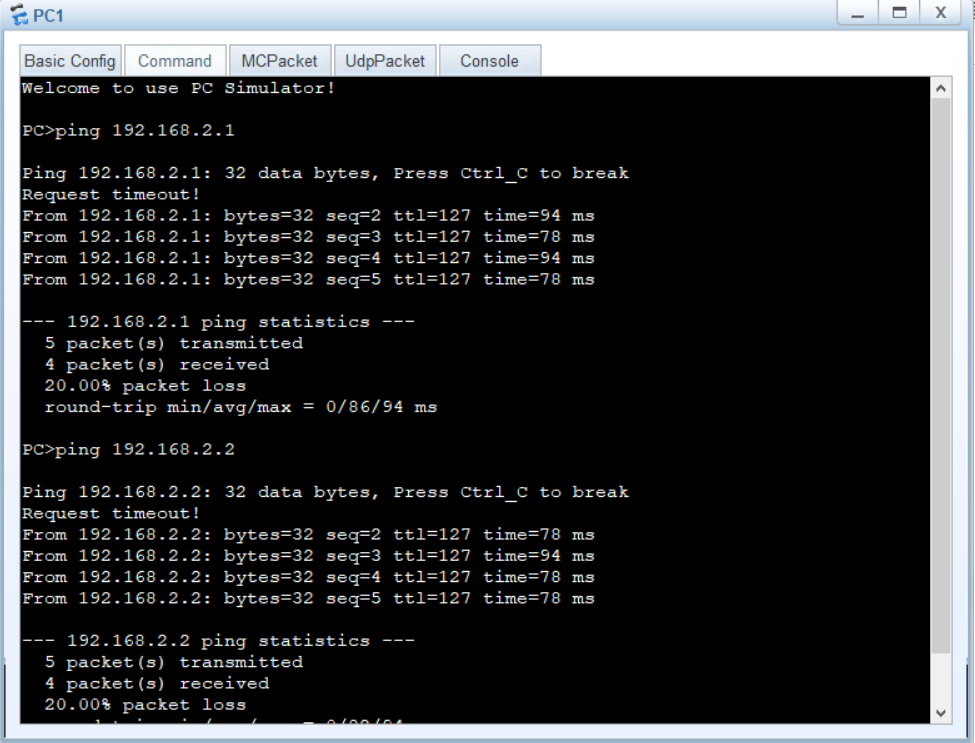 PC1
Basic Config Command MCPacket UdpPacket Console
Welcome to use PC Simulator!
PC>ping 192.168.2.1
Ping 192.168.2.1: 32 data bytes, Press Ctrl_C to break
Request timeout!
From 192.168.2.1: bytes=32 seq=2 ttl=127 time=94 ms
From 192.168.2.1: bytes=32 seq=3 ttl=127 time=78 ms
From 192.168.2.1: bytes=32 seq=4 ttl=127 time=94 ms
From 192.168.2.1: bytes=32 seq=5 ttl=127 time=78 ms
--- 192.168.2.1 ping statistics ---
5 packet(s) transmitted
4 packet(s) received
20.00% packet loss
round-trip min/avg/max = 0/86/94 ms
PC>ping 192.168.2.2
Ping 192.168.2.2: 32 data bytes, Press Ctrl_C to break
Request timeout!
From 192.168.2.2: bytes=32 seq=2 ttl=127 time=78 ms
From 192.168.2.2: bytes=32 seq=3 ttl=127 time=94 ms
From 192.168.2.2: bytes=32 seq=4 ttl=127 time=78 ms
From 192.168.2.2: bytes=32 seq=5 ttl=127 time=78 ms
--- 192.168.2.2 ping statistics ---
5 packet(s) transmitted
4 packet(s) received
20.00% packet loss